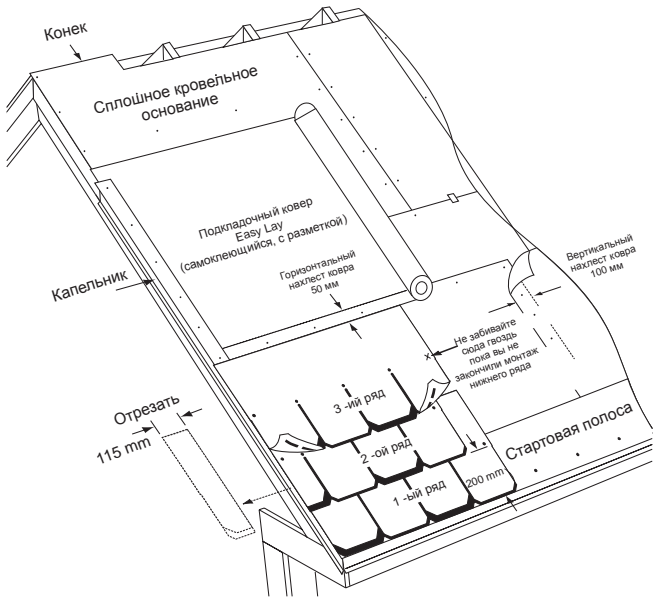 Конек
Сплошное кровельное
основание
Подкладочный ковер
Easy Lay
(самоклеющийся, с разметкой)
Горизонтальный
нахлест ковра
50 мм
Вертикальный
нахлест ковра
100 мм
Капельник
Не забивайте
сюда гвоздь
пока вы не
закончили монтаж
нижнего ряда
x
Отрезать
115 mm
3 -ий ряд
2 -ой ряд
1 -ый ряд
200 mm
Стартовая полоса